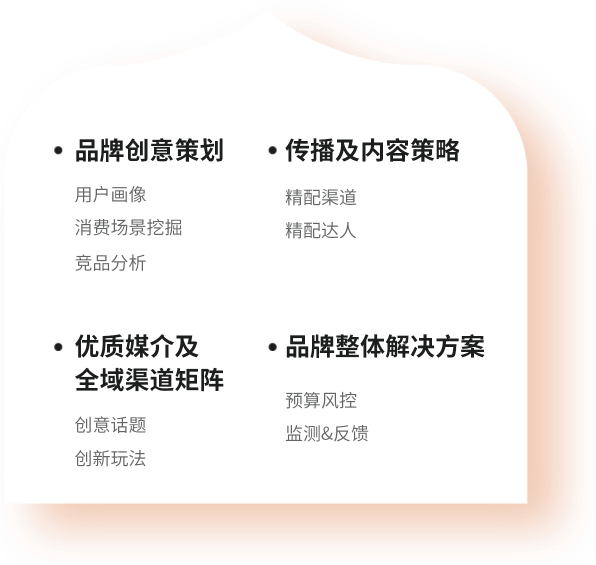 品牌创意策划
用户画像
消费场景挖掘
竞品分析
传播及内容策略
精配渠道
精配达人
优质媒介及
全域渠道矩阵
创意话题
创新玩法
品牌整体解决方案
预算风控
监测&反馈